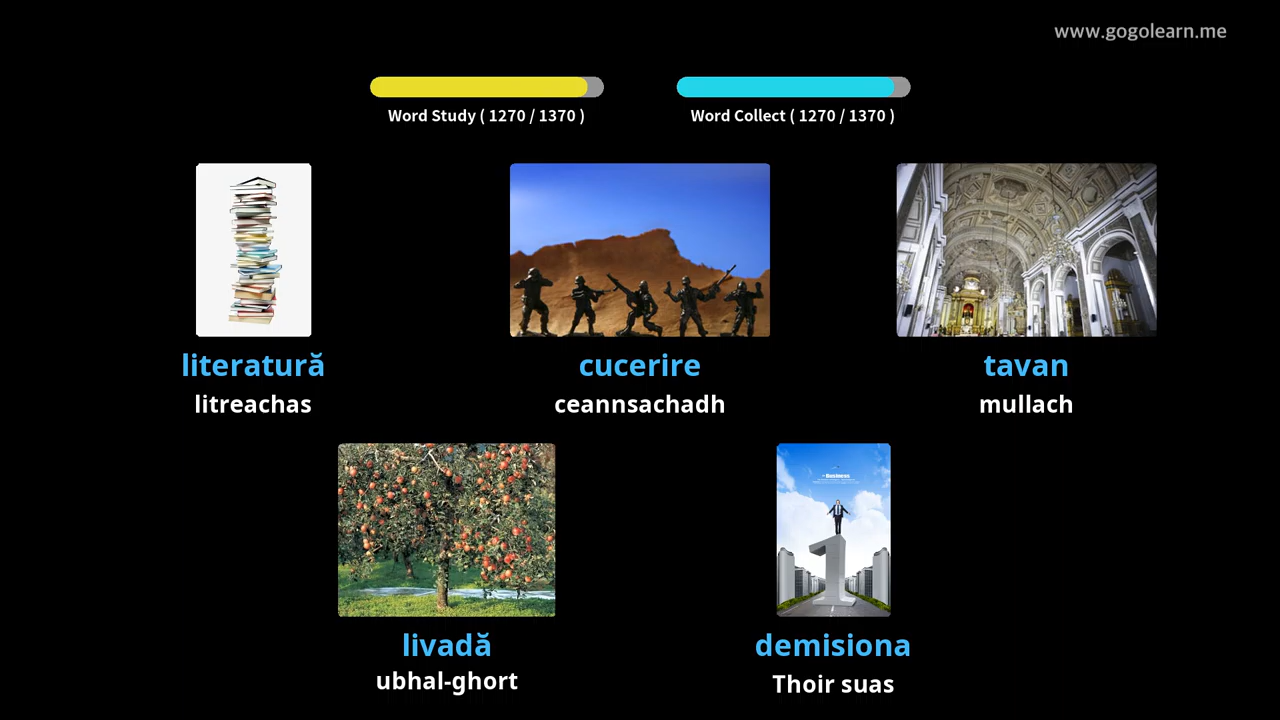 www.gogolearn.me
Word Study ( 1270 / 1370 )
Word Collect ( 1270 / 1370 )
literatură
litreachas
cucerire
ceannsachadh
tavan
mullach
Business
livadă
ubhal-ghort
demisiona
Thoir suas